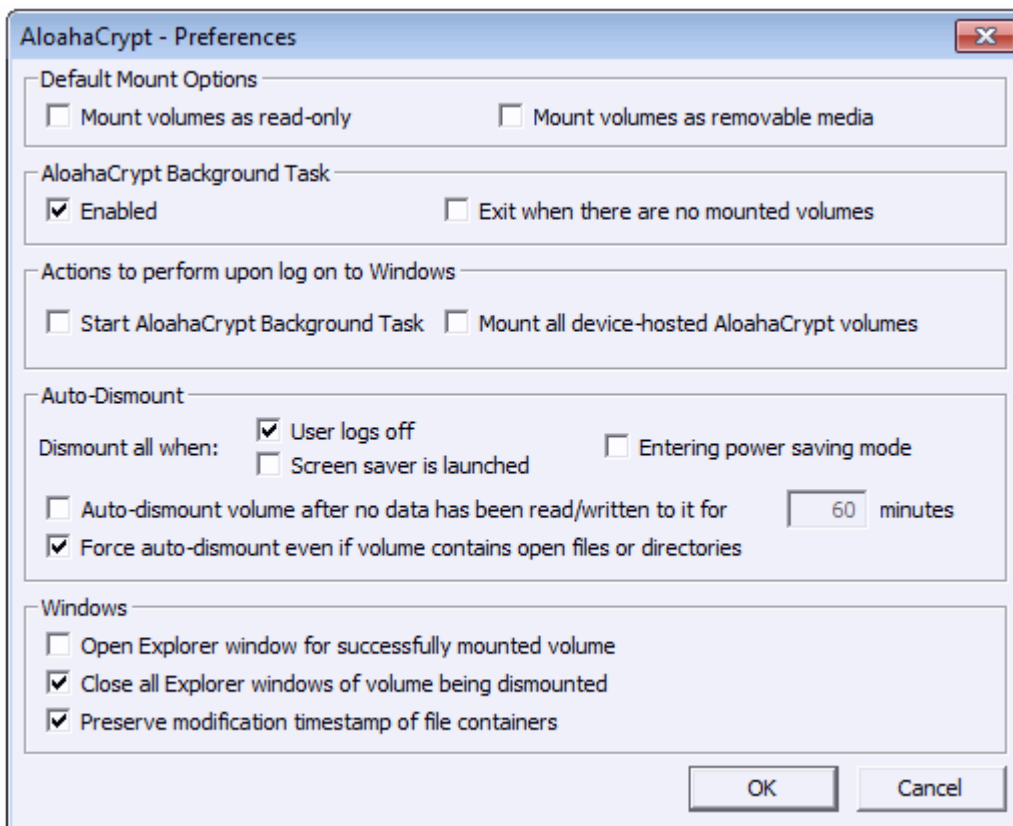 AloahaCrypt - Preferences
Default Mount Options
Mount volumes as read-only Mount volumes as removable media
AloahaCrypt Background Task
Enabled Exit when there are no mounted volumes
Actions to perform upon log on to Windows
Start AloahaCrypt Background Task Mount all device-hosted AloahaCrypt volumes
Auto-Dismount
Dismount all when:
User logs off
Entering power saving mode
Screen saver is launched
Auto-dismount volume after no data has been read/written to it for 60 minutes
Force auto-dismount even if volume contains open files or directories
Windows
Open Explorer window for successfully mounted volume
Close all Explorer windows of volume being dismounted
Preserve modification timestamp of file containers
OK Cancel